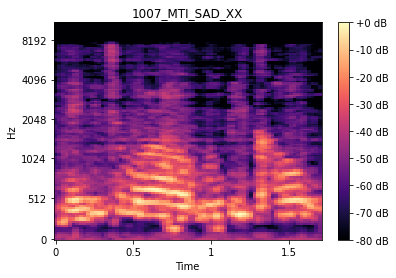 1007_MTI_SAD_XX
8192
4096
2048
1024
512
0
Hz
0
0.5
1
1.5
Time
+0 dB
-10 dB
-20 dB
-30 dB
-40 dB
-50 dB
-60 dB
-70 dB
-80 dB